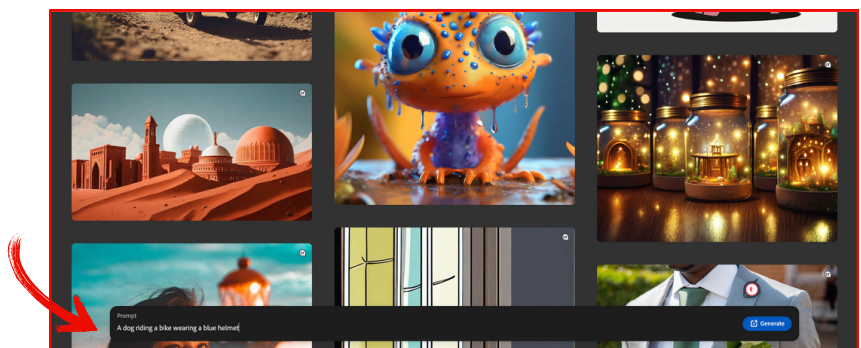 Prompt
A dog riding a bike wearing a blue helmet
Generate